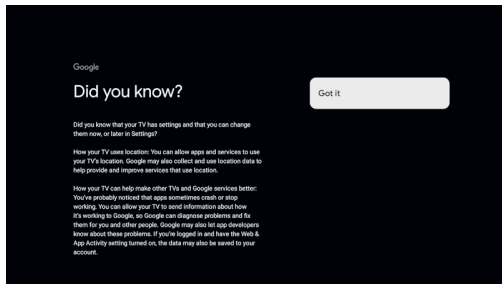 Google
Did you know?
Got it
Did you know that your TV has settings and that you can change
them now, or later in Settings?
How your TV uses location: You can allow apps and services to use
your TV's location. Google may also collect and use location data to
help provide and improve services that use location.
How your TV can help make other TVs and Google services better:
You've probably noticed that apps sometimes crash or stop
working. You can allow your TV to send information about how
it's working to Google, so Google can diagnose problems and fix
them for you and other people. Google may also let app developers
know about these problems. If you're logged in and have the Web &
App Activity setting turned on, the data may also be saved to your
account.